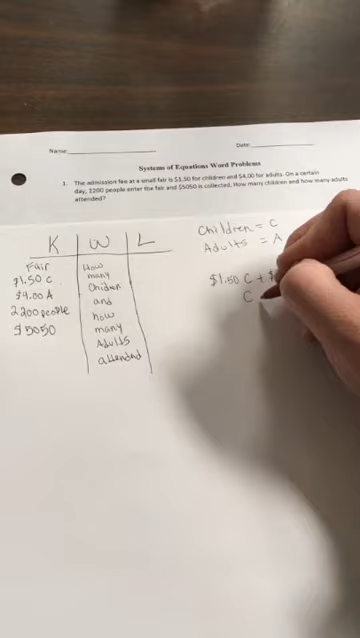 Name: Date:
Systems of Equations Word Problems
1. The admission fee at a small fair is $1.50 for children and $4.00 for adults. On a certain
day, 2200 people enter the fair and $5050 is collected. How many children and how many adults
attended?
K W L
Fair
$1.50 C
$4.00 A
2200 people
$5050
How
many
Chidren
and
how
many
Adults
attended
Children = C
Adults = A
$1.50 C + $
C